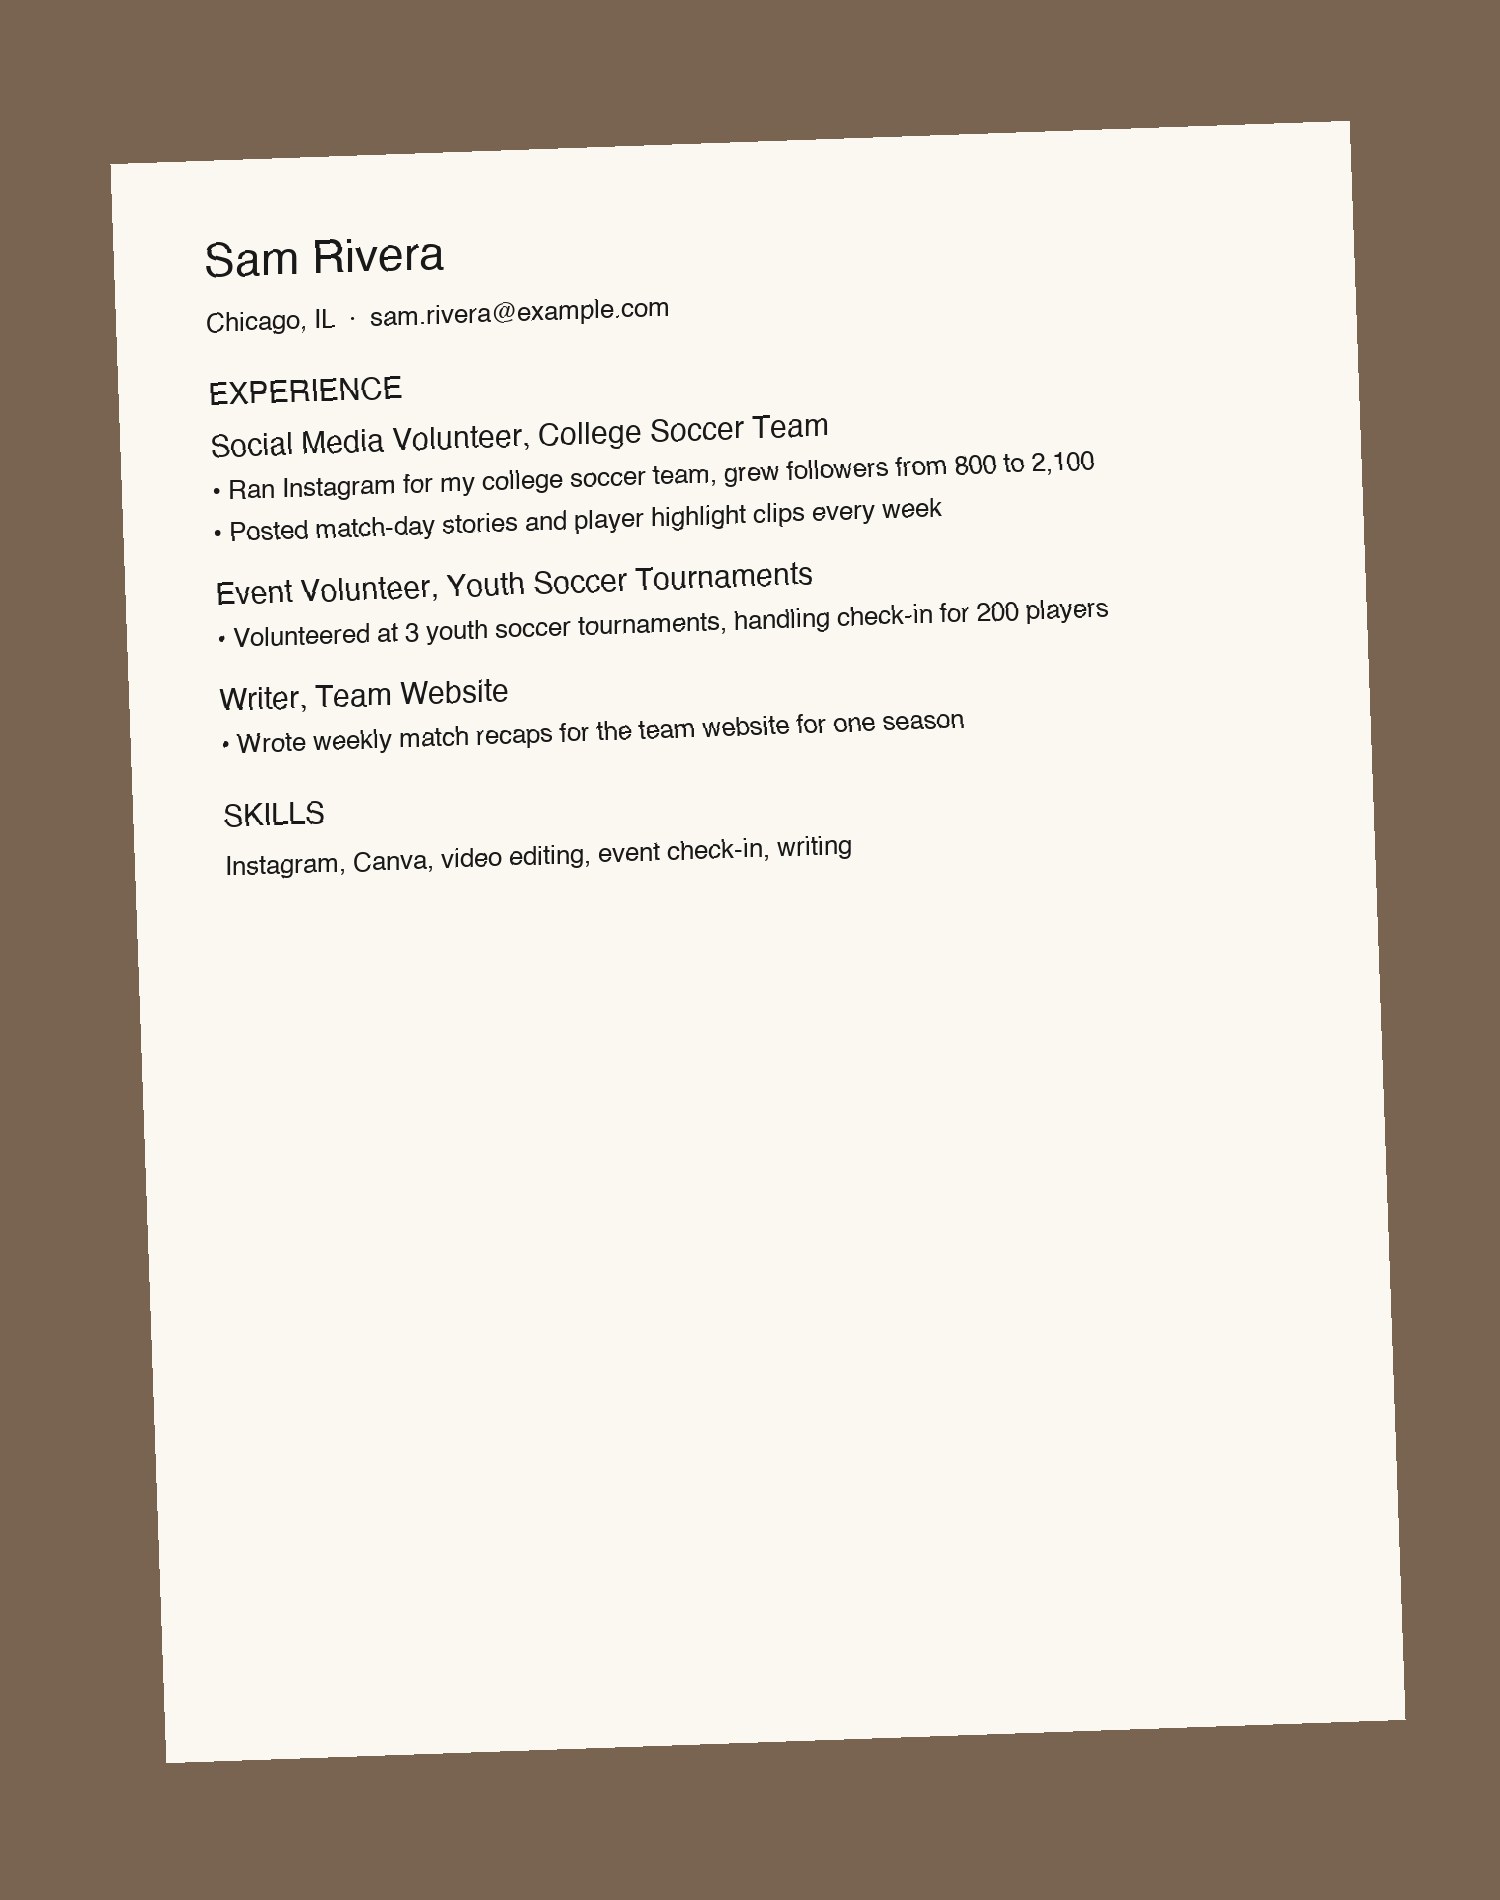 Sam Rivera
Chicago, IL · sam.rivera@example.com
EXPERIENCE
Social Media Volunteer, College Soccer Team
• Ran Instagram for my college soccer team, grew followers from 800 to 2,100
• Posted match-day stories and player highlight clips every week
Event Volunteer, Youth Soccer Tournaments
• Volunteered at 3 youth soccer tournaments, handling check-in for 200 players
Writer, Team Website
• Wrote weekly match recaps for the team website for one season
SKILLS
Instagram, Canva, video editing, event check-in, writing